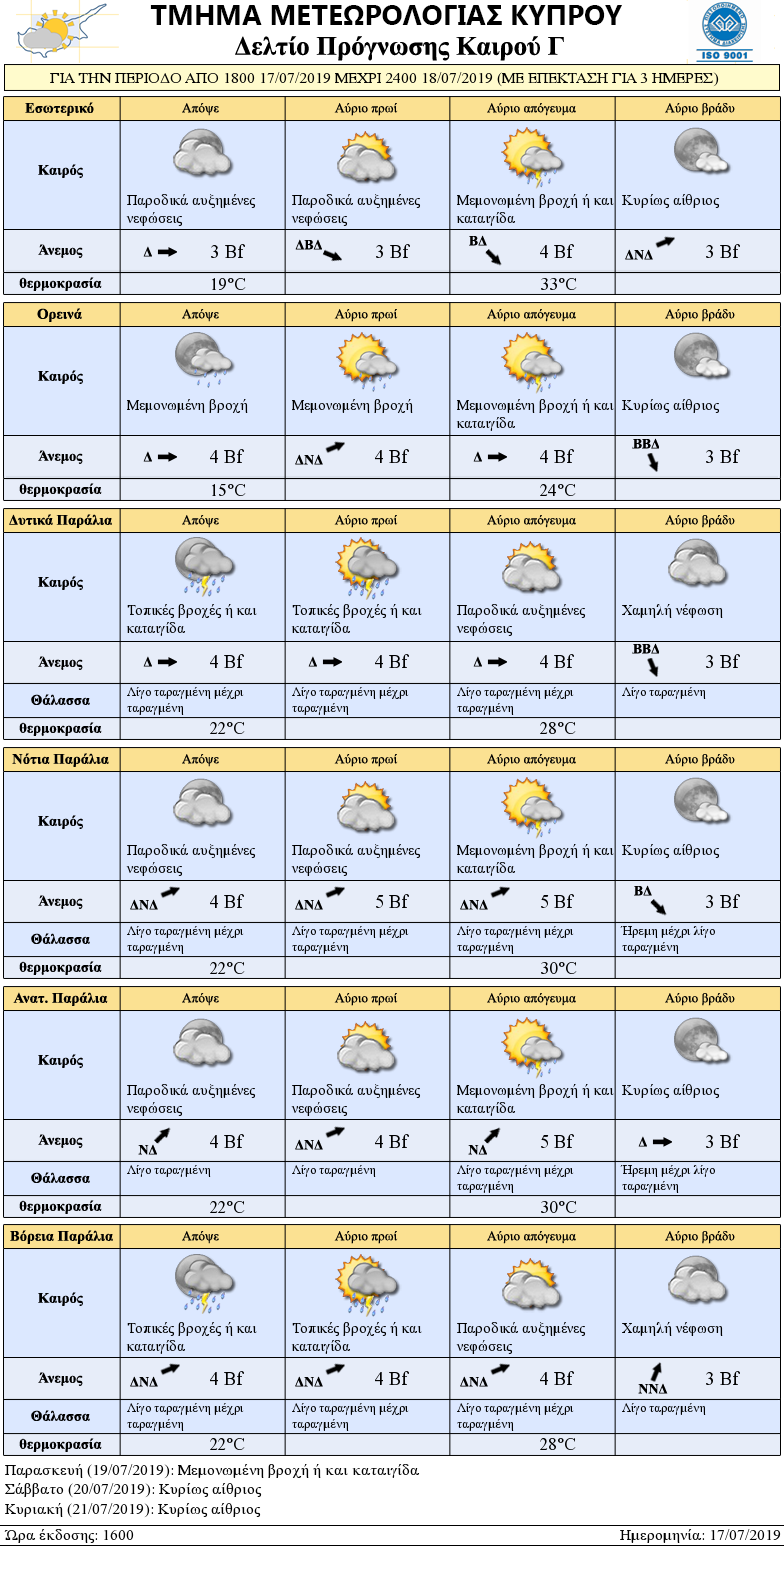 ΤΜΗΜΑ ΜΕΤΕΩΡΟΛΟΓΙΑΣ ΚΥΠΡΟΥ
Δελτίο Πρόγνωσης Καιρού Γ
ISO 9001
ΓΙΑ ΤΗΝ ΠΕΡΙΟΔΟ ΑΠΟ 1800 17/07/2019 ΜΕΧΡΙ 2400 18/07/2019 (ΜΕ ΕΠΕΚΤΑΣΗ ΓΙΑ 3 ΗΜΕΡΕΣ)
Εσωτερικό Απόψε Αύριο πρωί Αύριο απόγευμα Αύριο βράδυ
Καιρός
Παροδικά αυξημένες Παροδικά αυξημένες Μεμονωμένη βροχή ή και Κυρίως αίθριος
νεφώσεις νεφώσεις καταιγίδα
Άνεμος Δ 3 Bf ΔΒΔ 3 Bf ΒΔ 4 Bf ΔΝΔ 3 Bf
θερμοκρασία 19°C 33°C
Ορεινά Απόψε Αύριο πρωί Αύριο απόγευμα Αύριο βράδυ
Καιρός
Μεμονωμένη βροχή Μεμονωμένη βροχή Μεμονωμένη βροχή ή και Κυρίως αίθριος
καταιγίδα
Άνεμος Δ 4 Bf ΔΝΔ 4 Bf Δ 4 Bf ΒΒΔ 3 Bf
θερμοκρασία 15°C 24°C
Δυτικά Παράλια Απόψε Αύριο πρωί Αύριο απόγευμα Αύριο βράδυ
Καιρός
Τοπικές βροχές ή και Τοπικές βροχές ή και Παροδικά αυξημένες Χαμηλή νέφωση
καταιγίδα καταιγίδα νεφώσεις
Άνεμος Δ 4 Bf Δ 4 Bf Δ 4 Bf ΒΒΔ 3 Bf
Θάλασσα Λίγο ταραγμένη μέχρι Λίγο ταραγμένη μέχρι Λίγο ταραγμένη μέχρι Λίγο ταραγμένη
ταραγμένη ταραγμένη ταραγμένη
θερμοκρασία 22°C 28°C
Νότια Παράλια Απόψε Αύριο πρωί Αύριο απόγευμα Αύριο βράδυ
Καιρός
Παροδικά αυξημένες Παροδικά αυξημένες Μεμονωμένη βροχή ή και Κυρίως αίθριος
νεφώσεις νεφώσεις καταιγίδα
Άνεμος ΔΝΔ 4 Bf ΔΝΔ 5 Bf ΔΝΔ 5 Bf ΒΔ 3 Bf
Θάλασσα Λίγο ταραγμένη μέχρι Λίγο ταραγμένη μέχρι Λίγο ταραγμένη μέχρι Ήρεμη μέχρι λίγο
ταραγμένη ταραγμένη ταραγμένη ταραγμένη
θερμοκρασία 22°C 30°C
Ανατ. Παράλια Απόψε Αύριο πρωί Αύριο απόγευμα Αύριο βράδυ
Καιρός
Παροδικά αυξημένες Παροδικά αυξημένες Μεμονωμένη βροχή ή και Κυρίως αίθριος
νεφώσεις νεφώσεις καταιγίδα
Άνεμος ΝΔ 4 Bf ΔΝΔ 4 Bf ΝΔ 5 Bf Δ 3 Bf
Θάλασσα Λίγο ταραγμένη Λίγο ταραγμένη Λίγο ταραγμένη μέχρι Ήρεμη μέχρι λίγο
ταραγμένη ταραγμένη
θερμοκρασία 22°C 30°C
Βόρεια Παράλια Απόψε Αύριο πρωί Αύριο απόγευμα Αύριο βράδυ
Καιρός
Τοπικές βροχές ή και Τοπικές βροχές ή και Παροδικά αυξημένες Χαμηλή νέφωση
καταιγίδα καταιγίδα νεφώσεις
Άνεμος ΔΝΔ 4 Bf ΔΝΔ 4 Bf ΔΝΔ 4 Bf ΝΝΔ 3 Bf
Θάλασσα Λίγο ταραγμένη μέχρι Λίγο ταραγμένη μέχρι Λίγο ταραγμένη μέχρι Λίγο ταραγμένη
ταραγμένη ταραγμένη ταραγμένη
θερμοκρασία 22°C 28°C
Παρασκευή (19/07/2019): Μεμονωμένη βροχή ή και καταιγίδα
Σάββατο (20/07/2019): Κυρίως αίθριος
Κυριακή (21/07/2019): Κυρίως αίθριος
Ώρα έκδοσης: 1600 Ημερομηνία: 17/07/2019